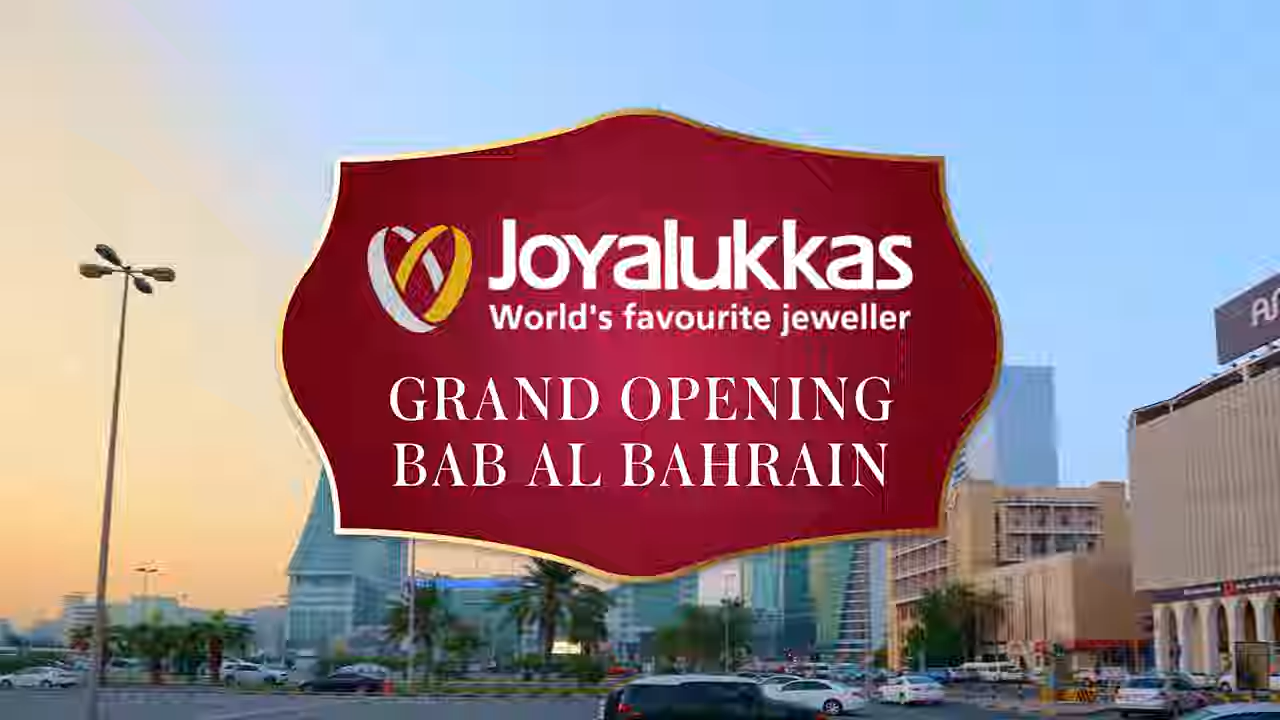 Joyalukkas
World's favourite jeweller
GRAND OPENING
BAB AL BAHRAIN